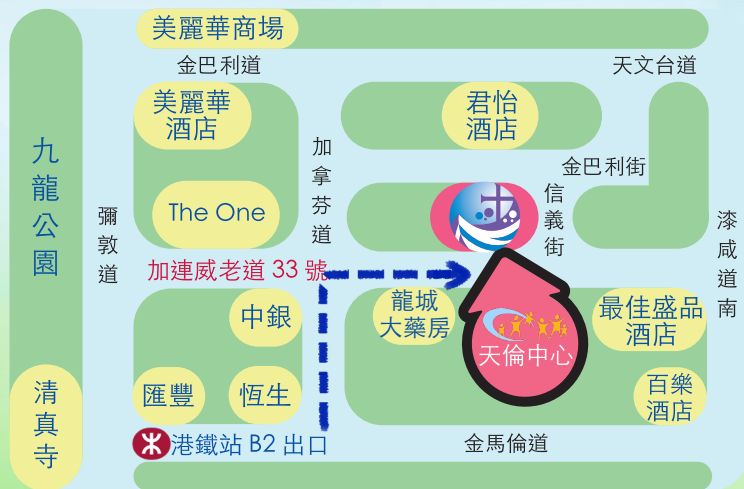 美麗華商場
金巴利道
天文台道
美麗華
酒店
君怡
酒店
九龍公園
加拿芬道
金巴利街
信義街
彌敦道
The One
漆咸道南
加連威老道 33 號
中銀
龍城
大藥房
天倫中心
最佳盛品
酒店
清真寺
匯豐
恆生
百樂
酒店
港鐵站 B2 出口
金馬倫道